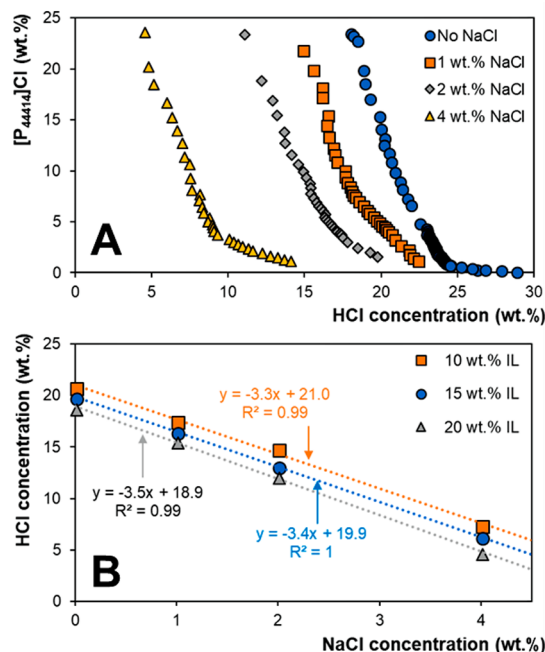 25
20
15
10
5
0
[P₄₄₄₁₄]Cl (wt.%)
No NaCl
1 wt.% NaCl
2 wt.% NaCl
4 wt.% NaCl
A
0 5 10 15 20 25 30
HCl concentration (wt.%)
25
20
15
10
5
0
HCl concentration (wt.%)
10 wt.% IL
15 wt.% IL
20 wt.% IL
y = -3.3x + 21.0
R² = 0.99
y = -3.5x + 18.9
R² = 0.99
y = -3.4x + 19.9
R² = 1
B
0 1 2 3 4
NaCl concentration (wt.%)